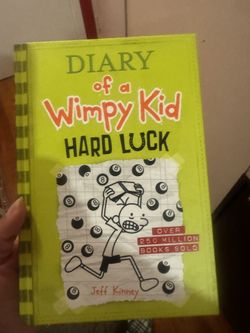 DIARY
of a
Wimpy Kid
HARD LUCK
OVER
250 MILLION
BOOKS SOLD
Jeff Kinney